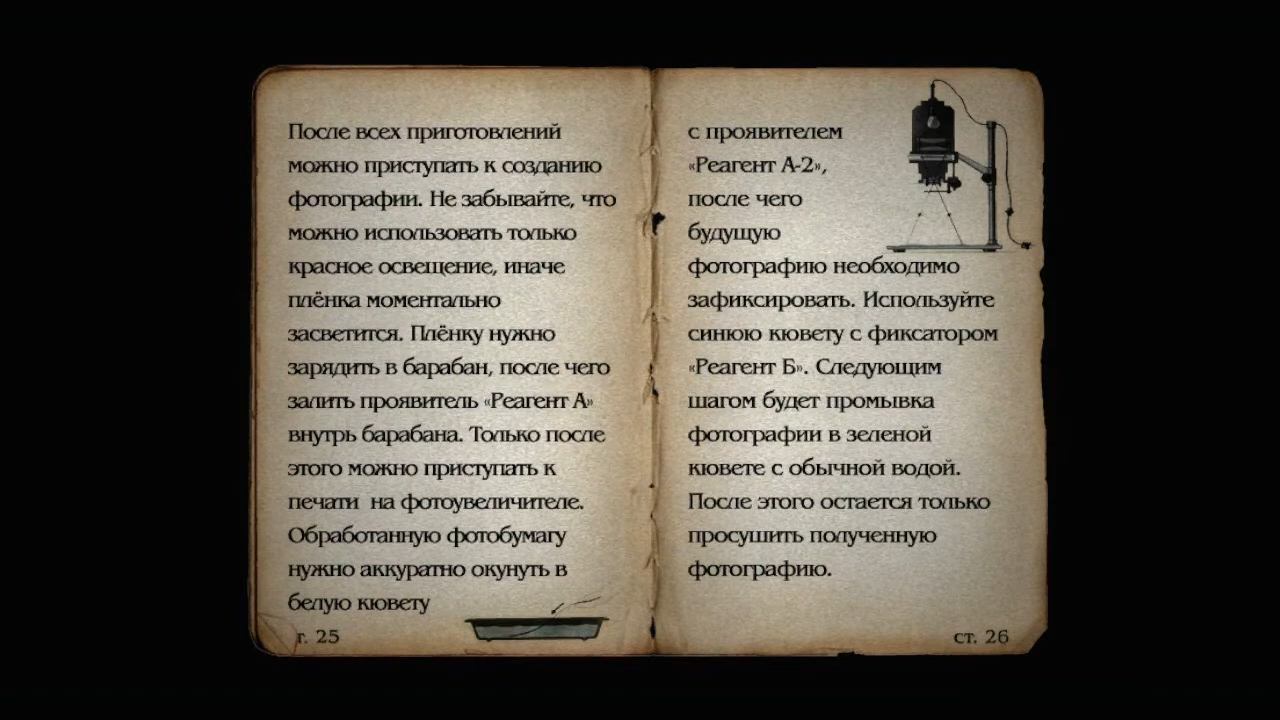 После всех приготовлений
можно приступать к созданию
фотографии. Не забывайте, что
можно использовать только
красное освещение, иначе
плёнка моментально
засветится. Плёнку нужно
зарядить в барабан, после чего
залить проявитель «Реагент А»
внутрь барабана. Только после
этого можно приступать к
печати на фотоувеличителе.
Обработанную фотобумагу
нужно аккуратно окунуть в
белую кювету
т. 25
с проявителем
«Реагент А-2»,
после чего
будущую
фотографию необходимо
зафиксировать. Используйте
синюю кювету с фиксатором
«Реагент Б». Следующим
шагом будет промывка
фотографии в зеленой
кювете с обычной водой.
После этого остается только
просушить полученную
фотографию.
ст. 26